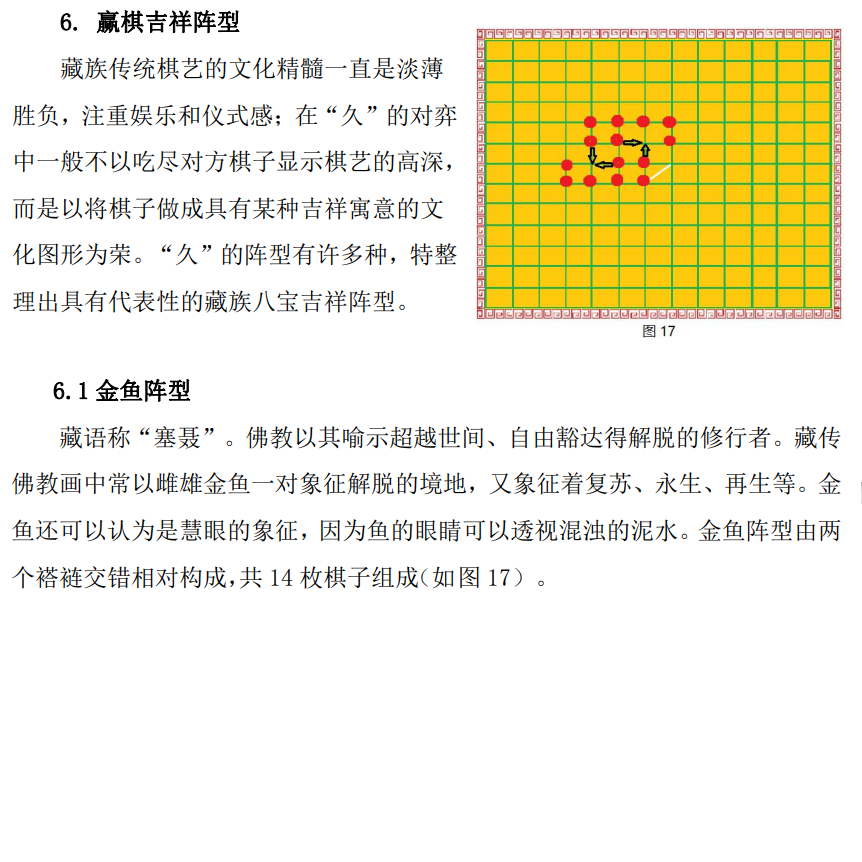 6. 赢棋吉祥阵型
藏族传统棋艺的文化精髓一直是淡薄
胜负，注重娱乐和仪式感；在“久”的对弈
中一般不以吃尽对方棋子显示棋艺的高深，
而是以将棋子做成具有某种吉祥寓意的文
化图形为荣。“久”的阵型有许多种，特整
理出具有代表性的藏族八宝吉祥阵型。
图 17
6.1 金鱼阵型
藏语称“塞聂”。佛教以其喻示超越世间、自由豁达得解脱的修行者。藏传
佛教画中常以雌雄金鱼一对象征解脱的境地，又象征着复苏、永生、再生等。金
鱼还可以认为是慧眼的象征，因为鱼的眼睛可以透视混浊的泥水。金鱼阵型由两
个褡裢交错相对构成，共 14 枚棋子组成（如图 17）。